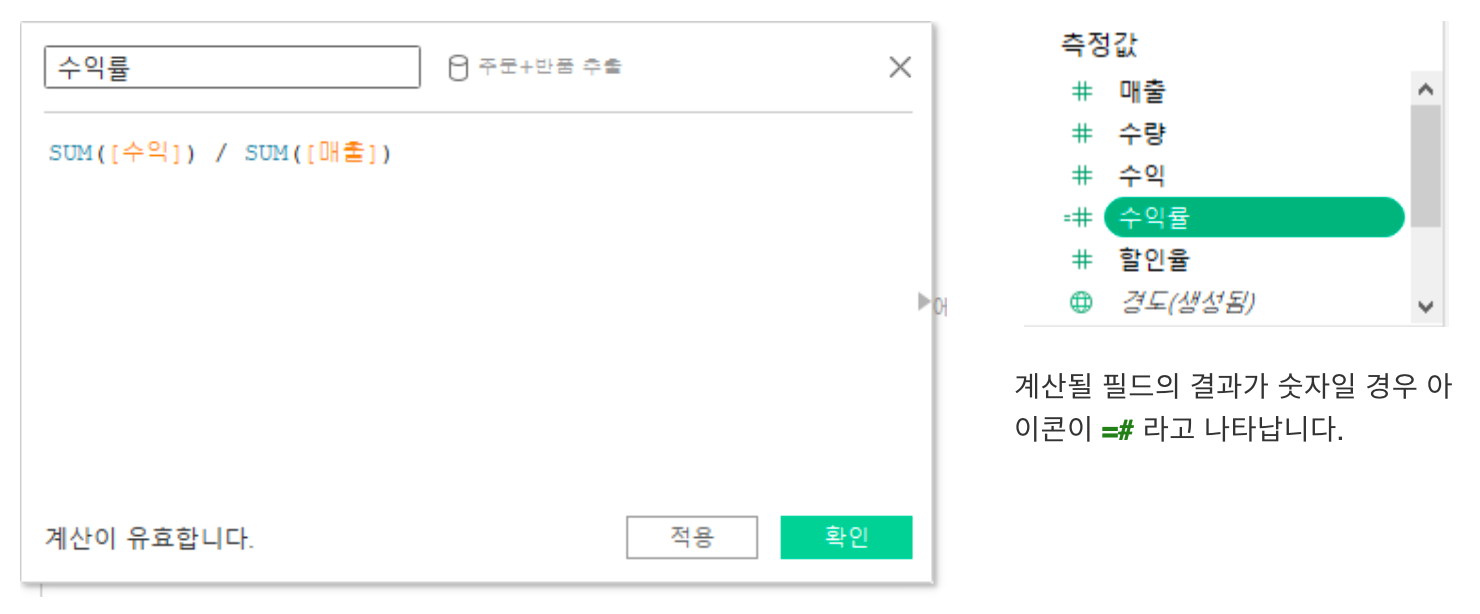 수익률
주문+반품 추출
SUM([수익]) / SUM([매출])
계산이 유효합니다.
적용
확인
측정값
# 매출
# 수량
# 수익
=# 수익률
# 할인율
경도(생성됨)
계산될 필드의 결과가 숫자일 경우 아
이콘이 =# 라고 나타납니다.